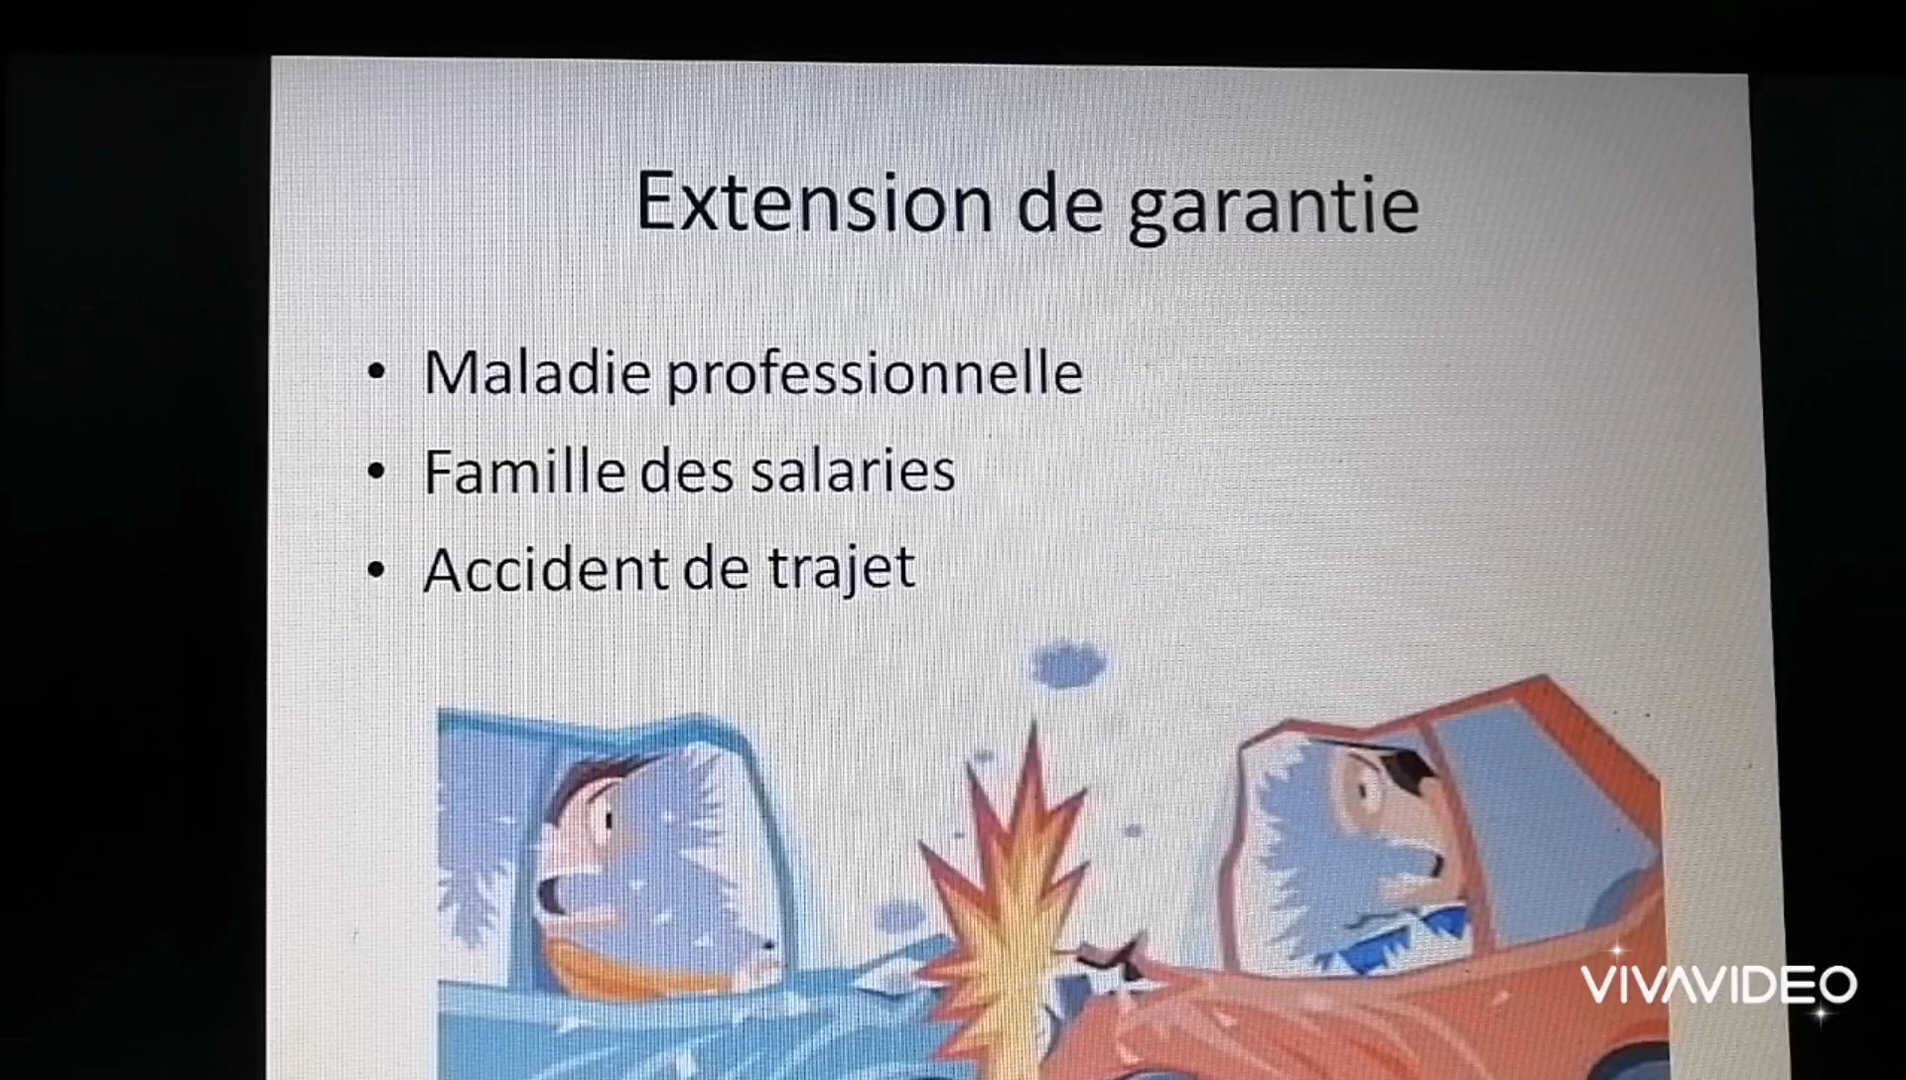 Extension de garantie
• Maladie professionnelle
• Famille des salaries
• Accident de trajet
VIVAVIDEO